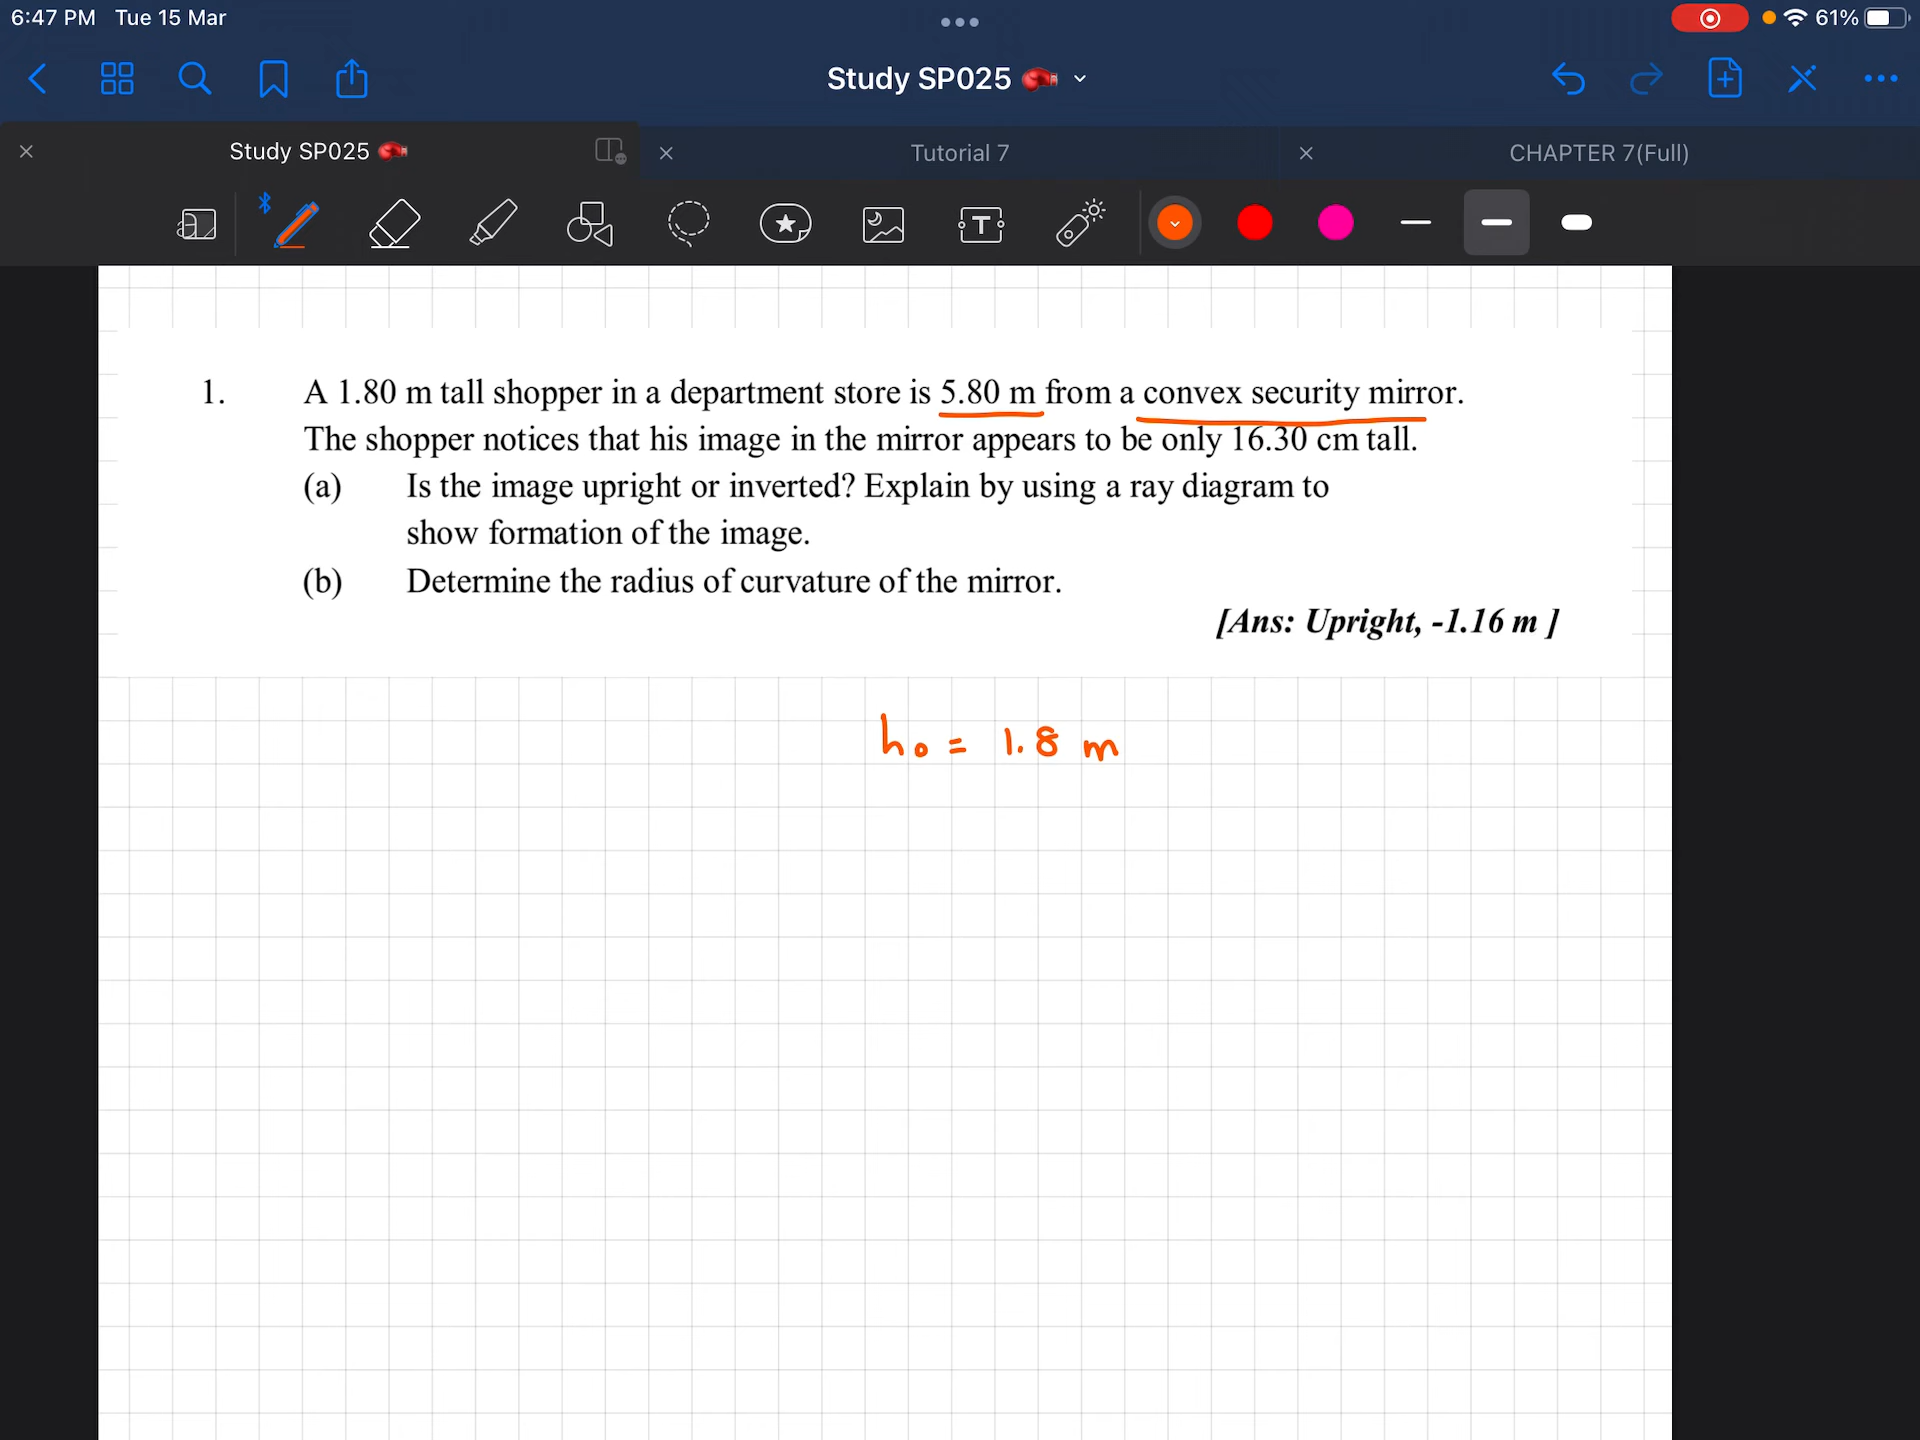 6:47 PM Tue 15 Mar
61%
Study SP025
Study SP025
Tutorial 7
CHAPTER 7(Full)
1. A 1.80 m tall shopper in a department store is 5.80 m from a convex security mirror.
The shopper notices that his image in the mirror appears to be only 16.30 cm tall.
(a) Is the image upright or inverted? Explain by using a ray diagram to
show formation of the image.
(b) Determine the radius of curvature of the mirror.
[Ans: Upright, -1.16 m ]
ho = 1.8 m